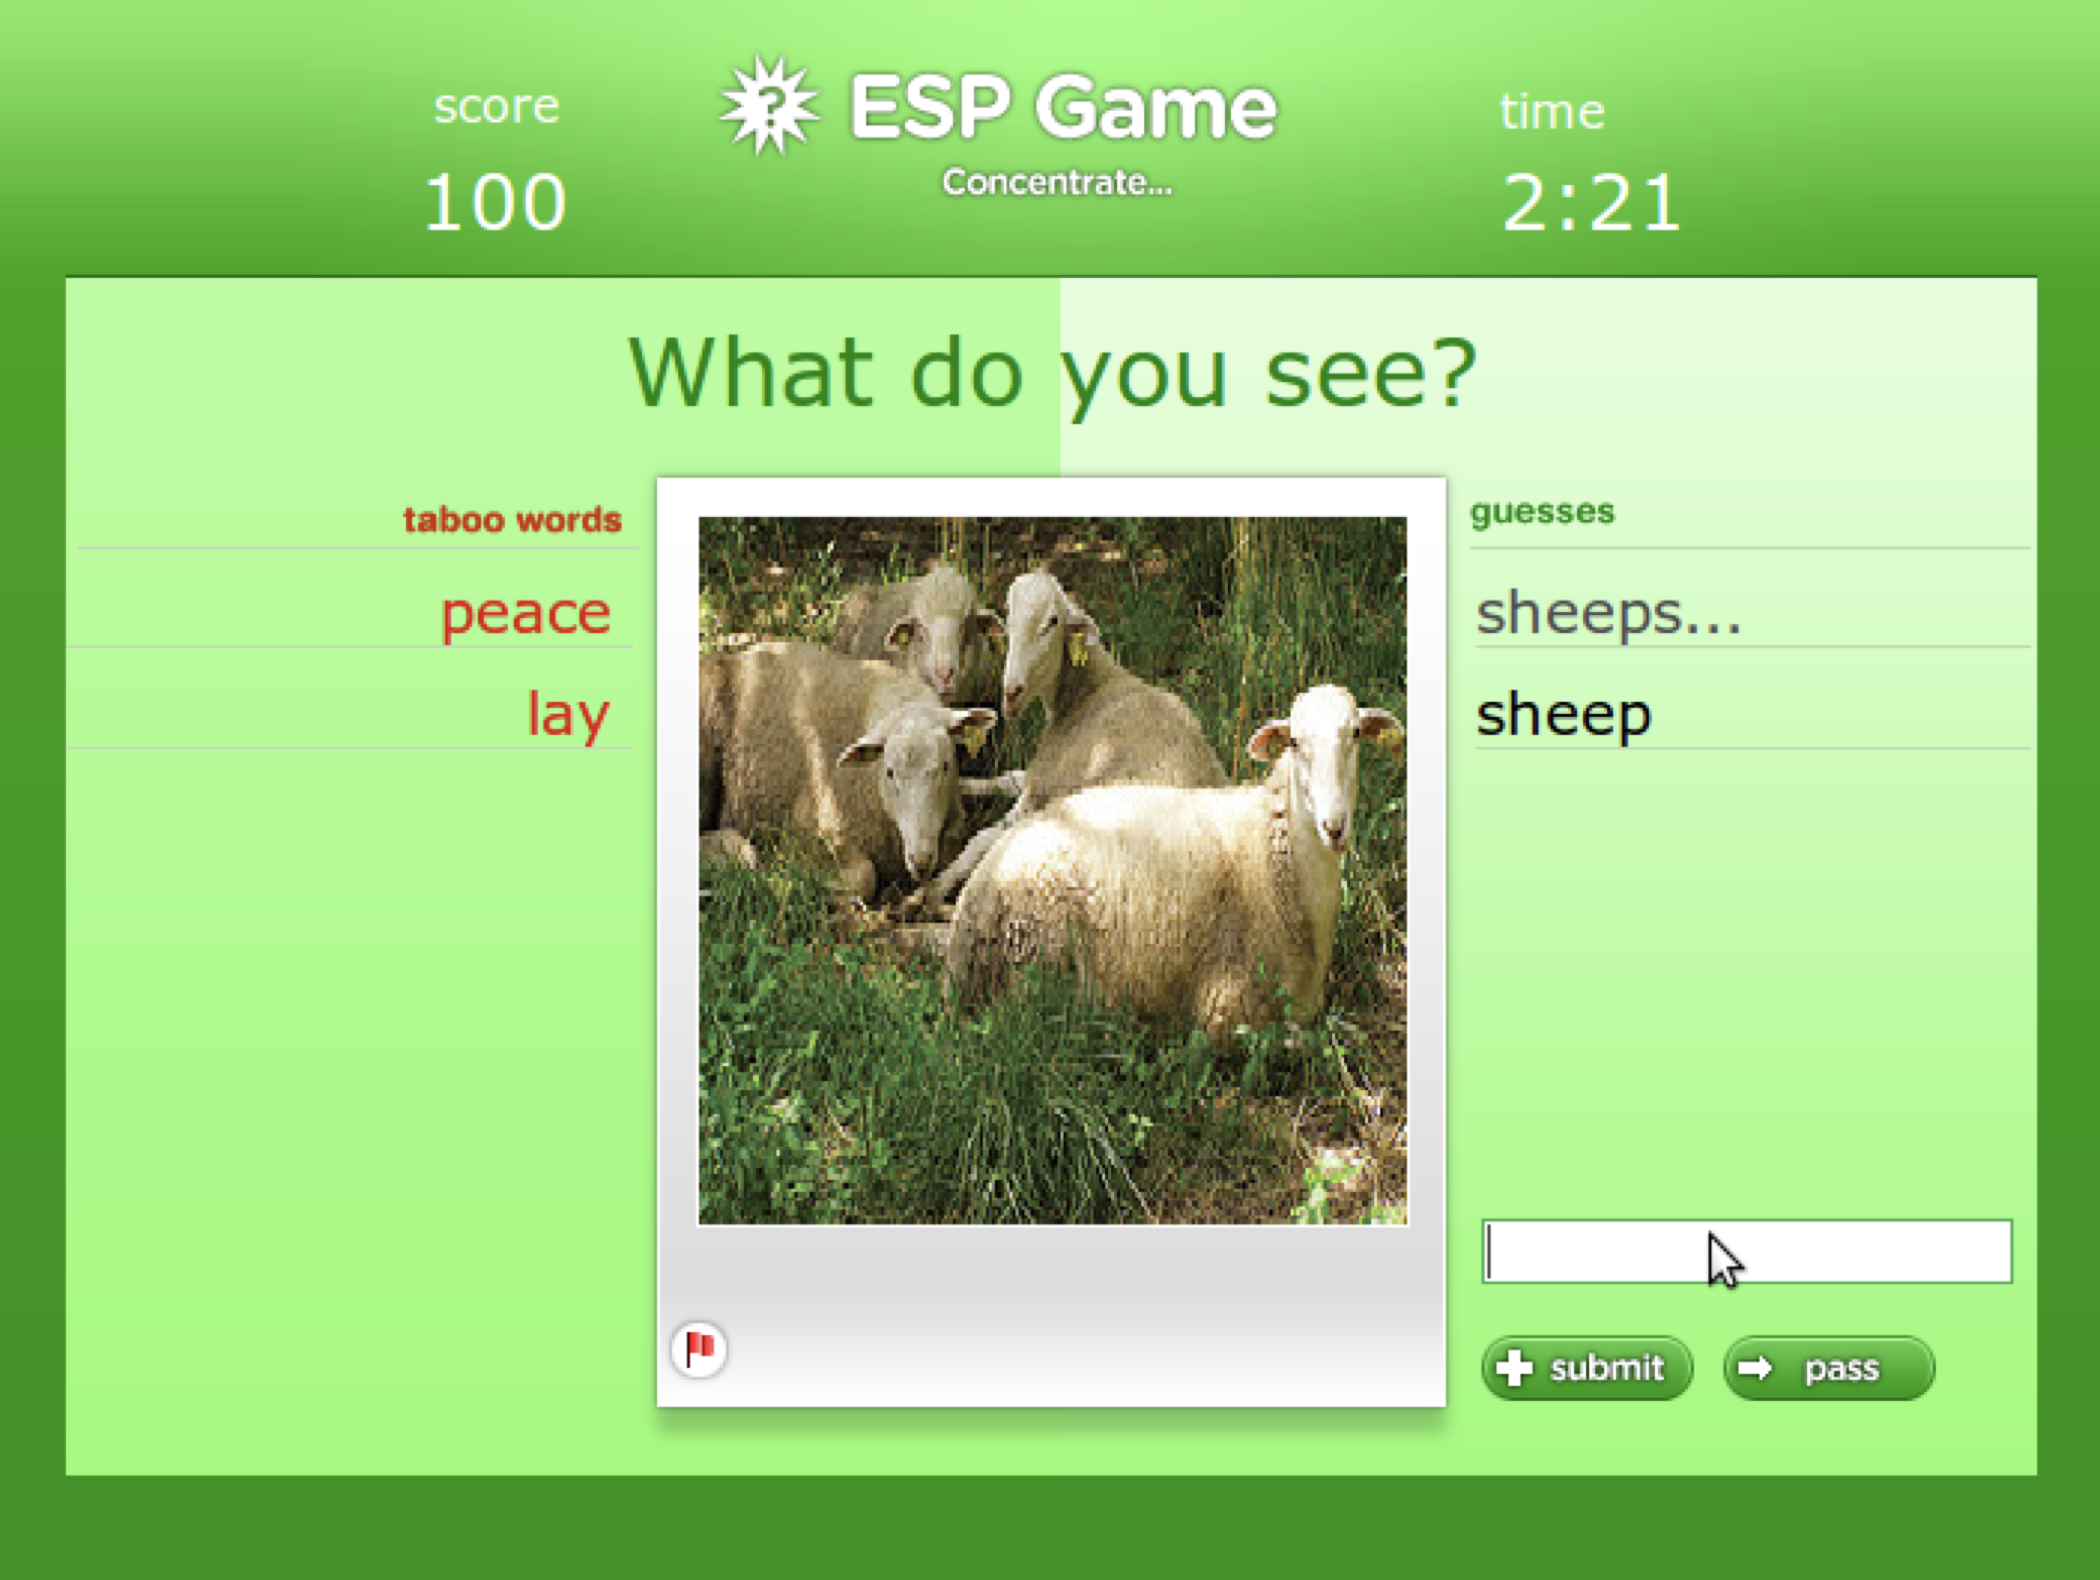 score
100
?
ESP Game
Concentrate...
time
2:21
What do you see?
taboo words
peace
lay
guesses
sheeps...
sheep
submit
pass